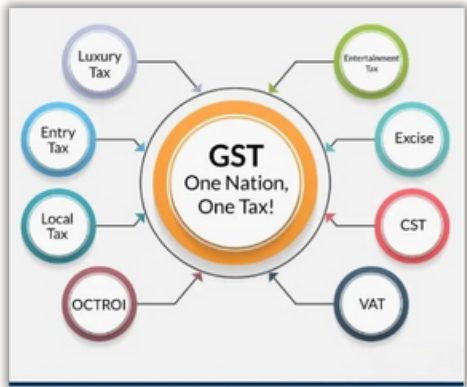 Luxury
Tax
Entertainment
Tax
Entry
Tax
GST
One Nation,
One Tax!
Excise
Local
Tax
CST
OCTROI
VAT